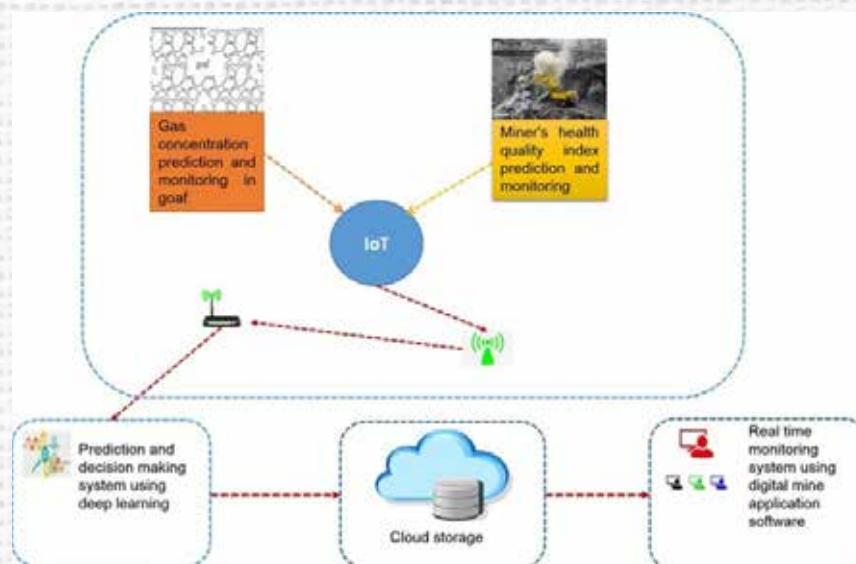 Gas
concentration
prediction and
monitoring in
goaf
Miner's health
quality index
prediction and
monitoring
IoT
Prediction and
decision making
system using
deep learning
Cloud storage
Real time
monitoring
system using
digital mine
application
software